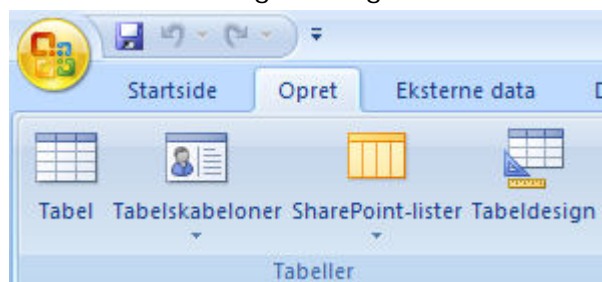 Startside Opret Eksterne data
Tabel Tabelskabeloner SharePoint-lister Tabeldesign
Tabeller